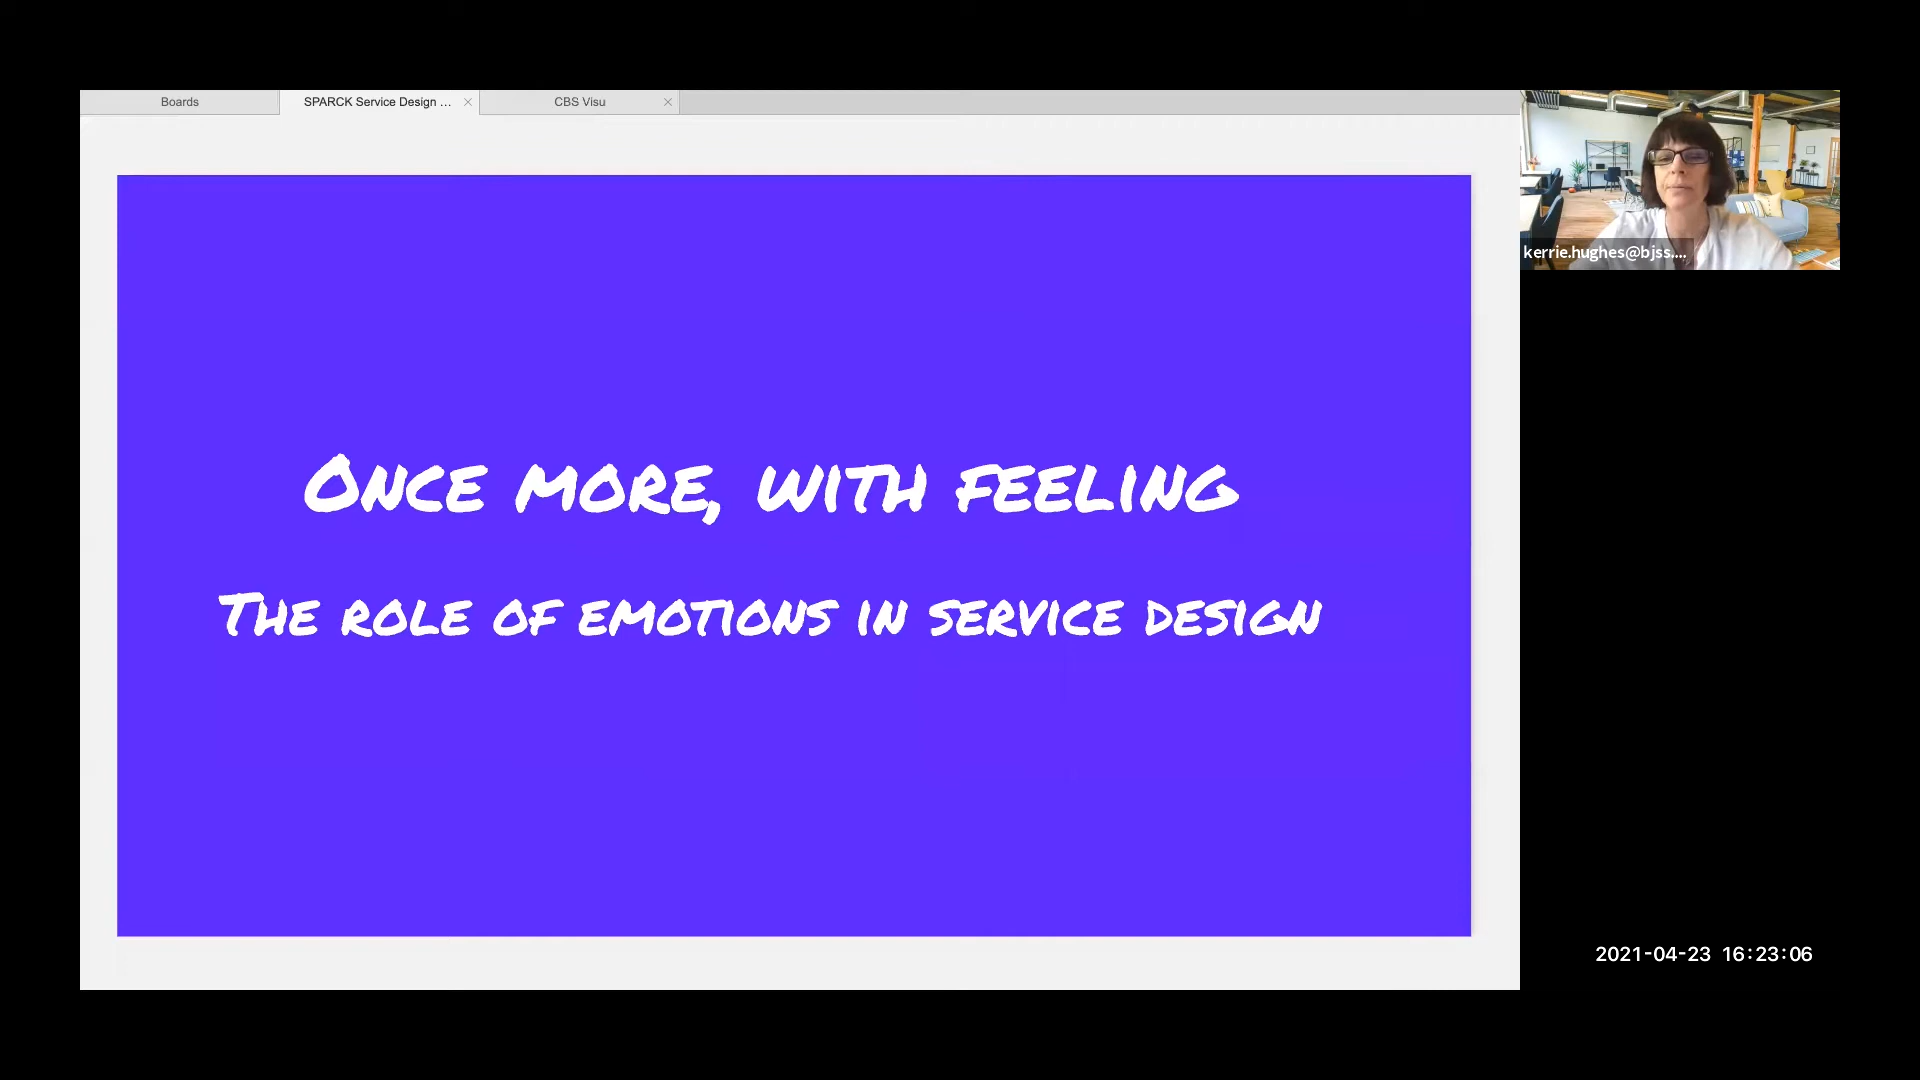 Boards
SPARCK Service Design ...
CBS Visu
kerrie.hughes@bjss....
Once more, with feeling
The role of emotions in service design
2021-04-23 16:23:06